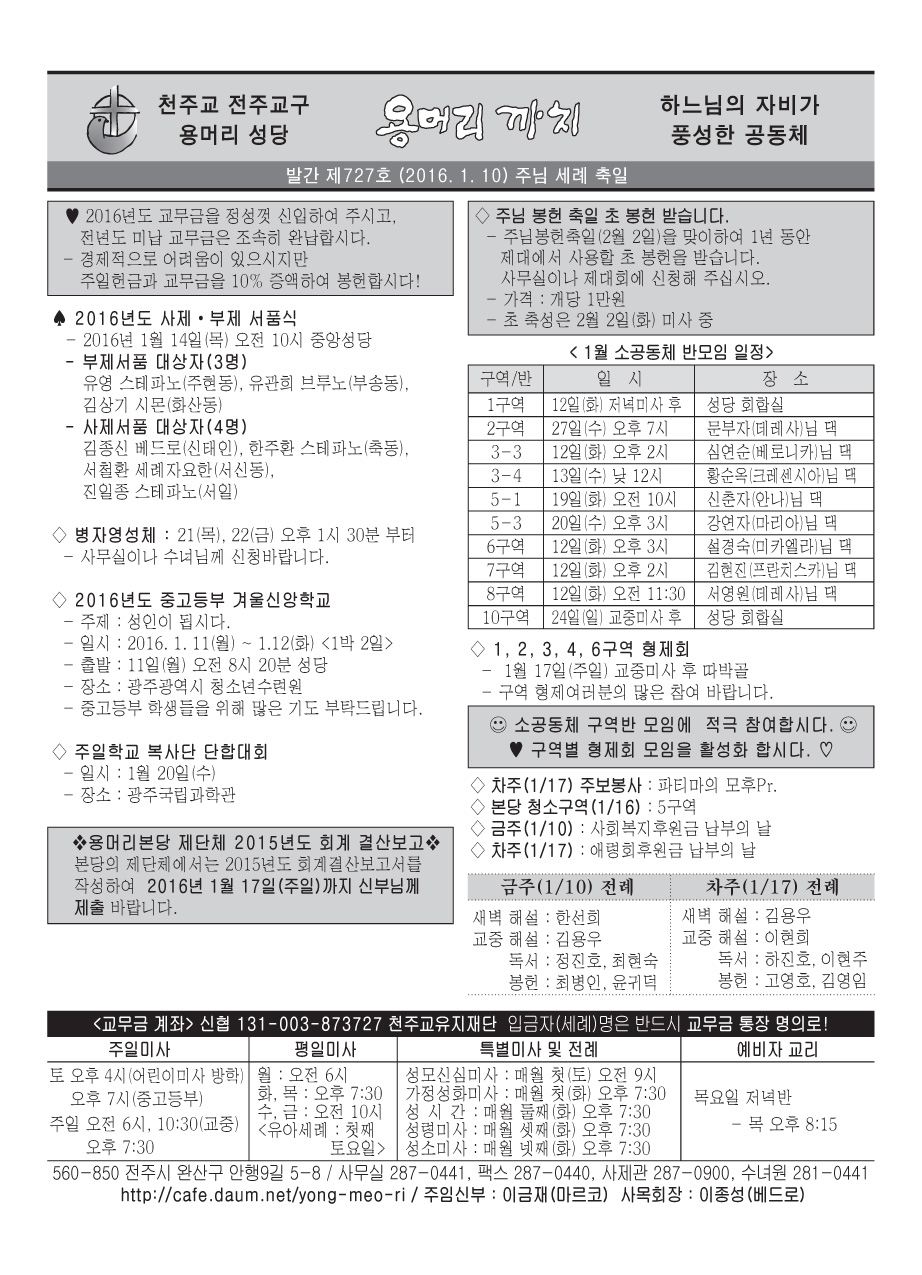 천주교 전주교구
용머리 성당
용머리 까치
하느님의 자비가
풍성한 공동체
발간 제727호 (2016. 1. 10) 주님 세례 축일
♥ 2016년도 교무금을 정성껏 신입하여 주시고,
전년도 미납 교무금은 조속히 완납합시다.
- 경제적으로 어려움이 있으시지만
주일헌금과 교무금을 10% 증액하여 봉헌합시다!
♠ 2016년도 사제·부제 서품식
- 2016년 1월 14일(목) 오전 10시 중앙성당
- 부제서품 대상자(3명)
유영 스테파노(주현동), 유관희 브루노(부송동),
김상기 시몬(화산동)
- 사제서품 대상자(4명)
김종신 베드로(신태인), 한주환 스테파노(축동),
서철환 세례자요한(서신동),
진일종 스테파노(서일)
◇ 병자영성체 : 21(목), 22(금) 오후 1시 30분 부터
- 사무실이나 수녀님께 신청바랍니다.
◇ 2016년도 중고등부 겨울신앙학교
- 주제 : 성인이 됩시다.
- 일시 : 2016. 1. 11(월) ~ 1.12(화) <1박 2일>
- 출발 : 11일(월) 오전 8시 20분 성당
- 장소 : 광주광역시 청소년수련원
- 중고등부 학생들을 위해 많은 기도 부탁드립니다.
◇ 주일학교 복사단 단합대회
- 일시 : 1월 20일(수)
- 장소 : 광주국립과학관
❖용머리본당 제단체 2015년도 회계 결산보고❖
본당의 제단체에서는 2015년도 회계결산보고서를
작성하여 2016년 1월 17일(주일)까지 신부님께
제출 바랍니다.
◇ 주님 봉헌 축일 초 봉헌 받습니다.
- 주님봉헌축일(2월 2일)을 맞이하여 1년 동안
제대에서 사용할 초 봉헌을 받습니다.
사무실이나 제대회에 신청해 주십시오.
- 가격 : 개당 1만원
- 초 축성은 2월 2일(화) 미사 중
< 1월 소공동체 반모임 일정>
구역/반 일 시 장 소
1구역 12일(화) 저녁미사 후 성당 회합실
2구역 27일(수) 오후 7시 문부자(데레사)님 댁
3-3 12일(화) 오후 2시 심연순(베로니카)님 댁
3-4 13일(수) 낮 12시 황순옥(크레센시아)님 댁
5-1 19일(화) 오전 10시 신춘자(안나)님 댁
5-3 20일(수) 오후 3시 강연자(마리아)님 댁
6구역 12일(화) 오후 3시 설경숙(미카엘라)님 댁
7구역 12일(화) 오후 2시 김현진(프란치스카)님 댁
8구역 12일(화) 오전 11:30 서영원(데레사)님 댁
10구역 24일(일) 교중미사 후 성당 회합실
◇ 1, 2, 3, 4, 6구역 형제회
- 1월 17일(주일) 교중미사 후 따박골
- 구역 형제여러분의 많은 참여 바랍니다.
☺ 소공동체 구역반 모임에 적극 참여합시다. ☺
♥ 구역별 형제회 모임을 활성화 합시다. ♡
◇ 차주(1/17) 주보봉사 : 파티마의 모후Pr.
◇ 본당 청소구역(1/16) : 5구역
◇ 금주(1/10) : 사회복지후원금 납부의 날
◇ 차주(1/17) : 애령회후원금 납부의 날
금주(1/10) 전례
새벽 해설 : 한선희
교중 해설 : 김용우
독서 : 정진호, 최현숙
봉헌 : 최병인, 윤귀덕
차주(1/17) 전례
새벽 해설 : 김용우
교중 해설 : 이현희
독서 : 하진호, 이현주
봉헌 : 고영호, 김영임
<교무금 계좌> 신협 131-003-873727 천주교유지재단 입금자(세례)명은 반드시 교무금 통장 명의로!
주일미사
토 오후 4시(어린이미사 방학)
오후 7시(중고등부)
주일 오전 6시, 10:30(교중)
오후 7:30
평일미사
월 : 오전 6시
화, 목 : 오후 7:30
수, 금 : 오전 10시
<유아세례 : 첫째
토요일>
특별미사 및 전례
성모신심미사 : 매월 첫(토) 오전 9시
가정성화미사 : 매월 첫(화) 오후 7:30
성 시 간 : 매월 둘째(화) 오후 7:30
성령미사 : 매월 셋째(화) 오후 7:30
성소미사 : 매월 넷째(화) 오후 7:30
예비자 교리
목요일 저녁반
- 목 오후 8:15
560-850 전주시 완산구 안행9길 5-8 / 사무실 287-0441, 팩스 287-0440, 사제관 287-0900, 수녀원 281-0441
http://cafe.daum.net/yong-meo-ri / 주임신부 : 이금재(마르코) 사목회장 : 이종성(베드로)